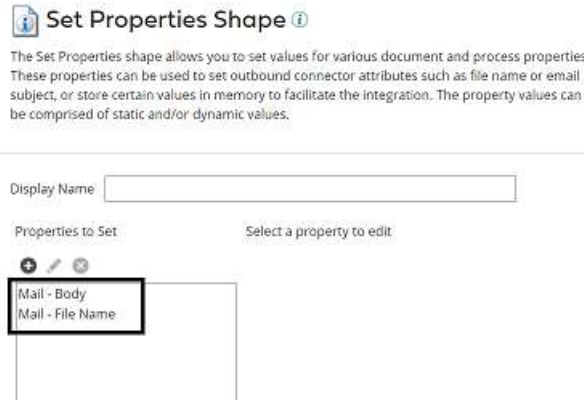 Set Properties Shape
The Set Properties shape allows you to set values for various document and process properties
These properties can be used to set outbound connector attributes such as file name or email
subject, or store certain values in memory to facilitate the integration. The property values can
be comprised of static and/or dynamic values.
Display Name
Properties to Set
Select a property to edit
Mail - Body
Mail - File Name